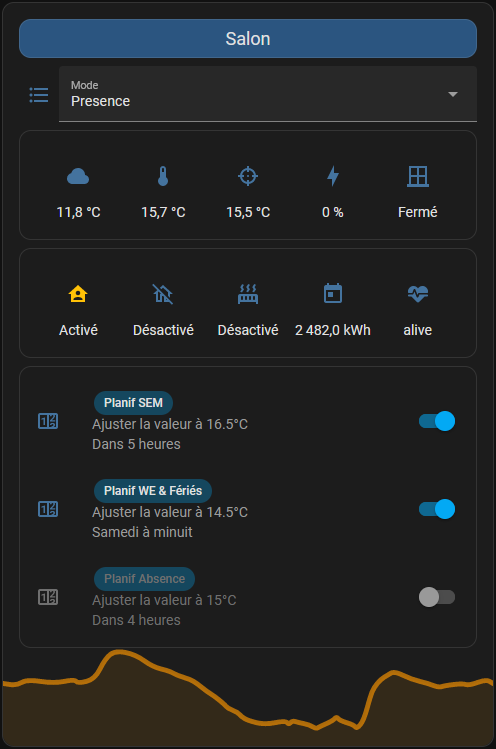 Salon
Mode
Presence
11,8 °C 15,7 °C 15,5 °C 0 % Fermé
Activé Désactivé Désactivé 2 482,0 kWh alive
Planif SEM
Ajuster la valeur à 16.5°C
Dans 5 heures
Planif WE & Fériés
Ajuster la valeur à 14.5°C
Samedi à minuit
Planif Absence
Ajuster la valeur à 15°C
Dans 4 heures